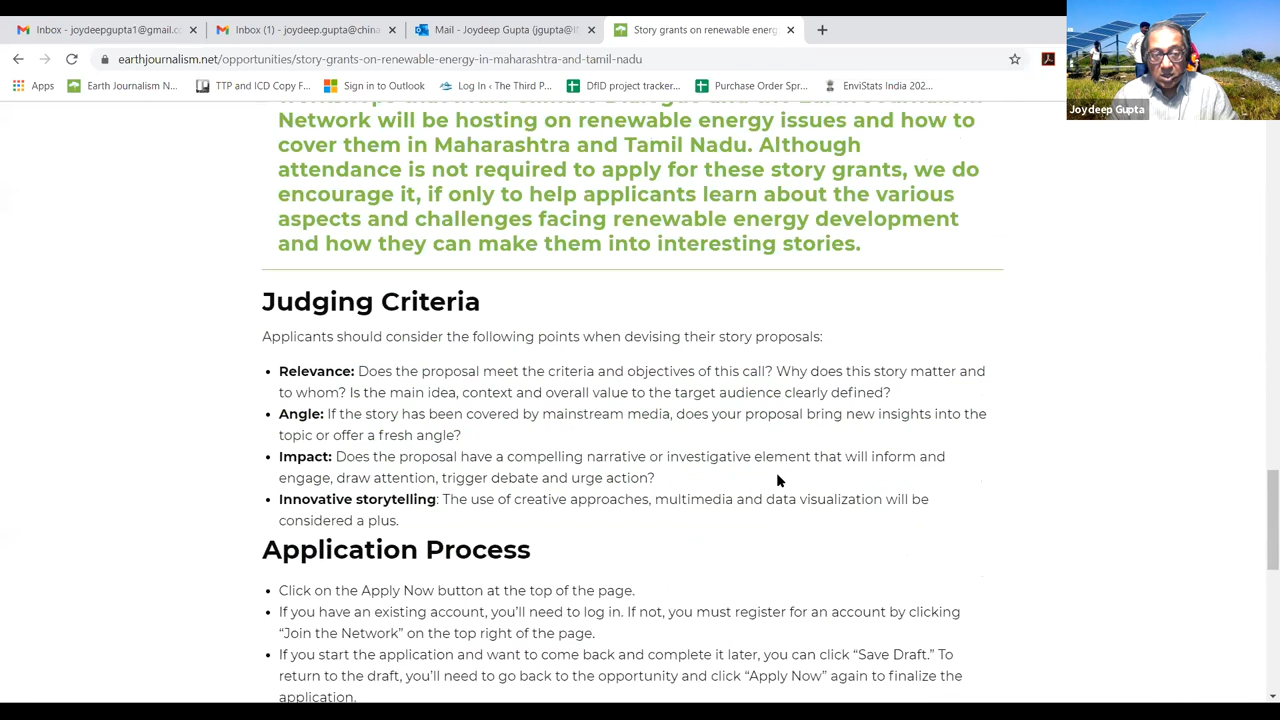 Inbox - joydeepgupta1@gmail.c
Inbox (1) - joydeep.gupta@china
Mail - Joydeep Gupta (jgupta@I
Story grants on renewable energ
earthjournalism.net/opportunities/story-grants-on-renewable-energy-in-maharashtra-and-tamil-nadu
Apps
Earth Journalism N...
TTP and ICD Copy F...
Sign in to Outlook
Log In ‹ The Third P...
DfID project tracker...
Purchase Order Spr...
EnviStats India 202...
Joydeep Gupta
Network will be hosting on renewable energy issues and how to
cover them in Maharashtra and Tamil Nadu. Although
attendance is not required to apply for these story grants, we do
encourage it, if only to help applicants learn about the various
aspects and challenges facing renewable energy development
and how they can make them into interesting stories.
Judging Criteria
Applicants should consider the following points when devising their story proposals:
• Relevance: Does the proposal meet the criteria and objectives of this call? Why does this story matter and
to whom? Is the main idea, context and overall value to the target audience clearly defined?
• Angle: If the story has been covered by mainstream media, does your proposal bring new insights into the
topic or offer a fresh angle?
• Impact: Does the proposal have a compelling narrative or investigative element that will inform and
engage, draw attention, trigger debate and urge action?
• Innovative storytelling: The use of creative approaches, multimedia and data visualization will be
considered a plus.
Application Process
• Click on the Apply Now button at the top of the page.
• If you have an existing account, you’ll need to log in. If not, you must register for an account by clicking
“Join the Network” on the top right of the page.
• If you start the application and want to come back and complete it later, you can click “Save Draft.” To
return to the draft, you’ll need to go back to the opportunity and click “Apply Now” again to finalize the
application.